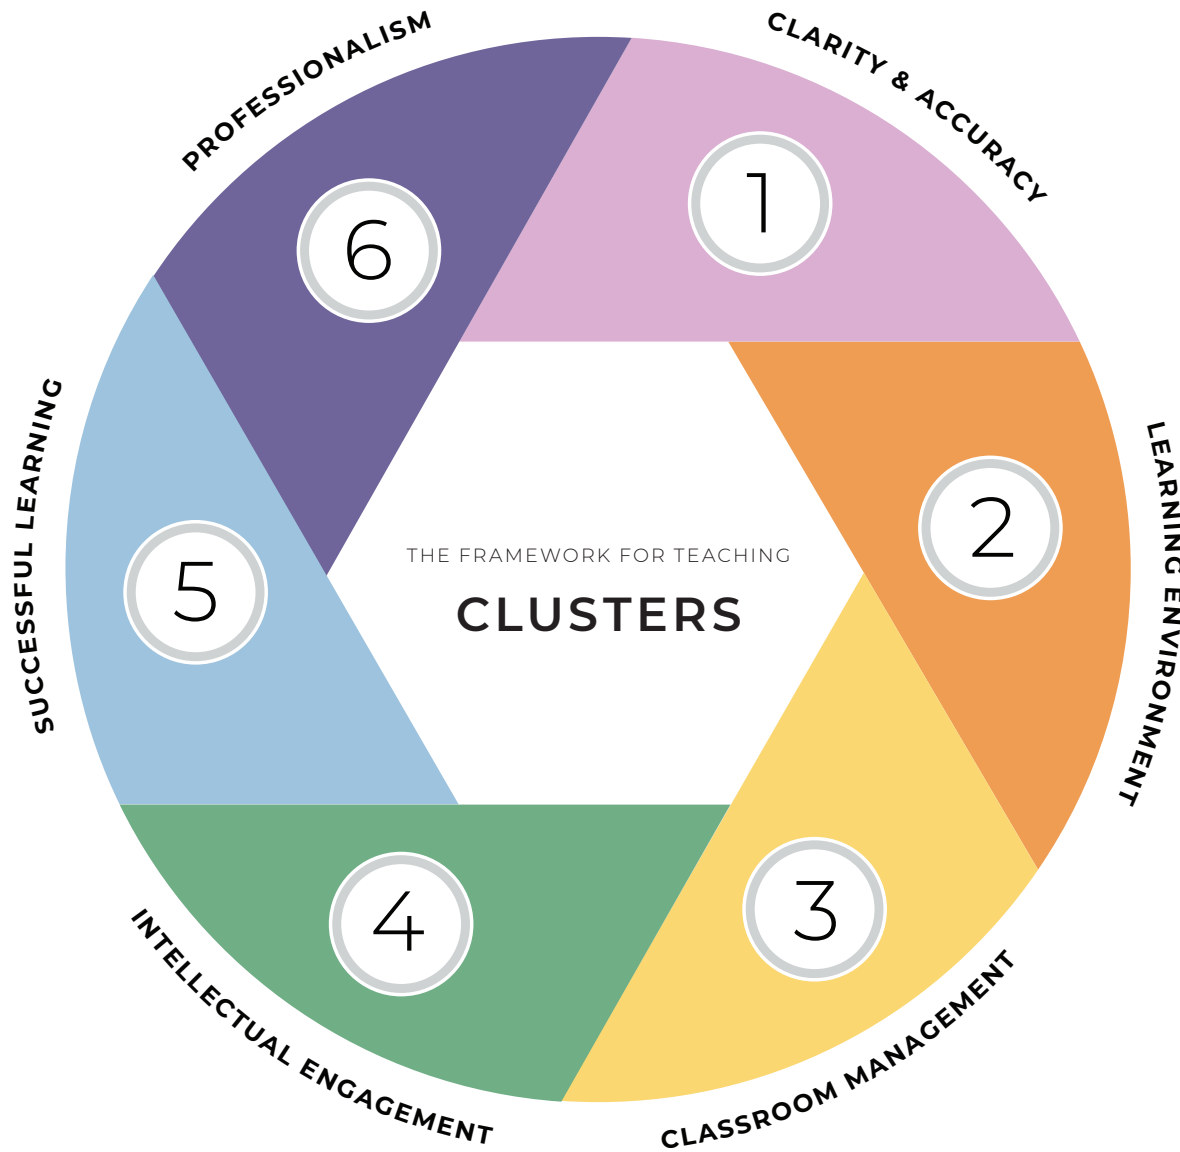 THE FRAMEWORK FOR TEACHING
CLUSTERS
1
CLARITY & ACCURACY
2
LEARNING ENVIRONMENT
3
CLASSROOM MANAGEMENT
4
INTELLECTUAL ENGAGEMENT
5
SUCCESSFUL LEARNING
6
PROFESSIONALISM